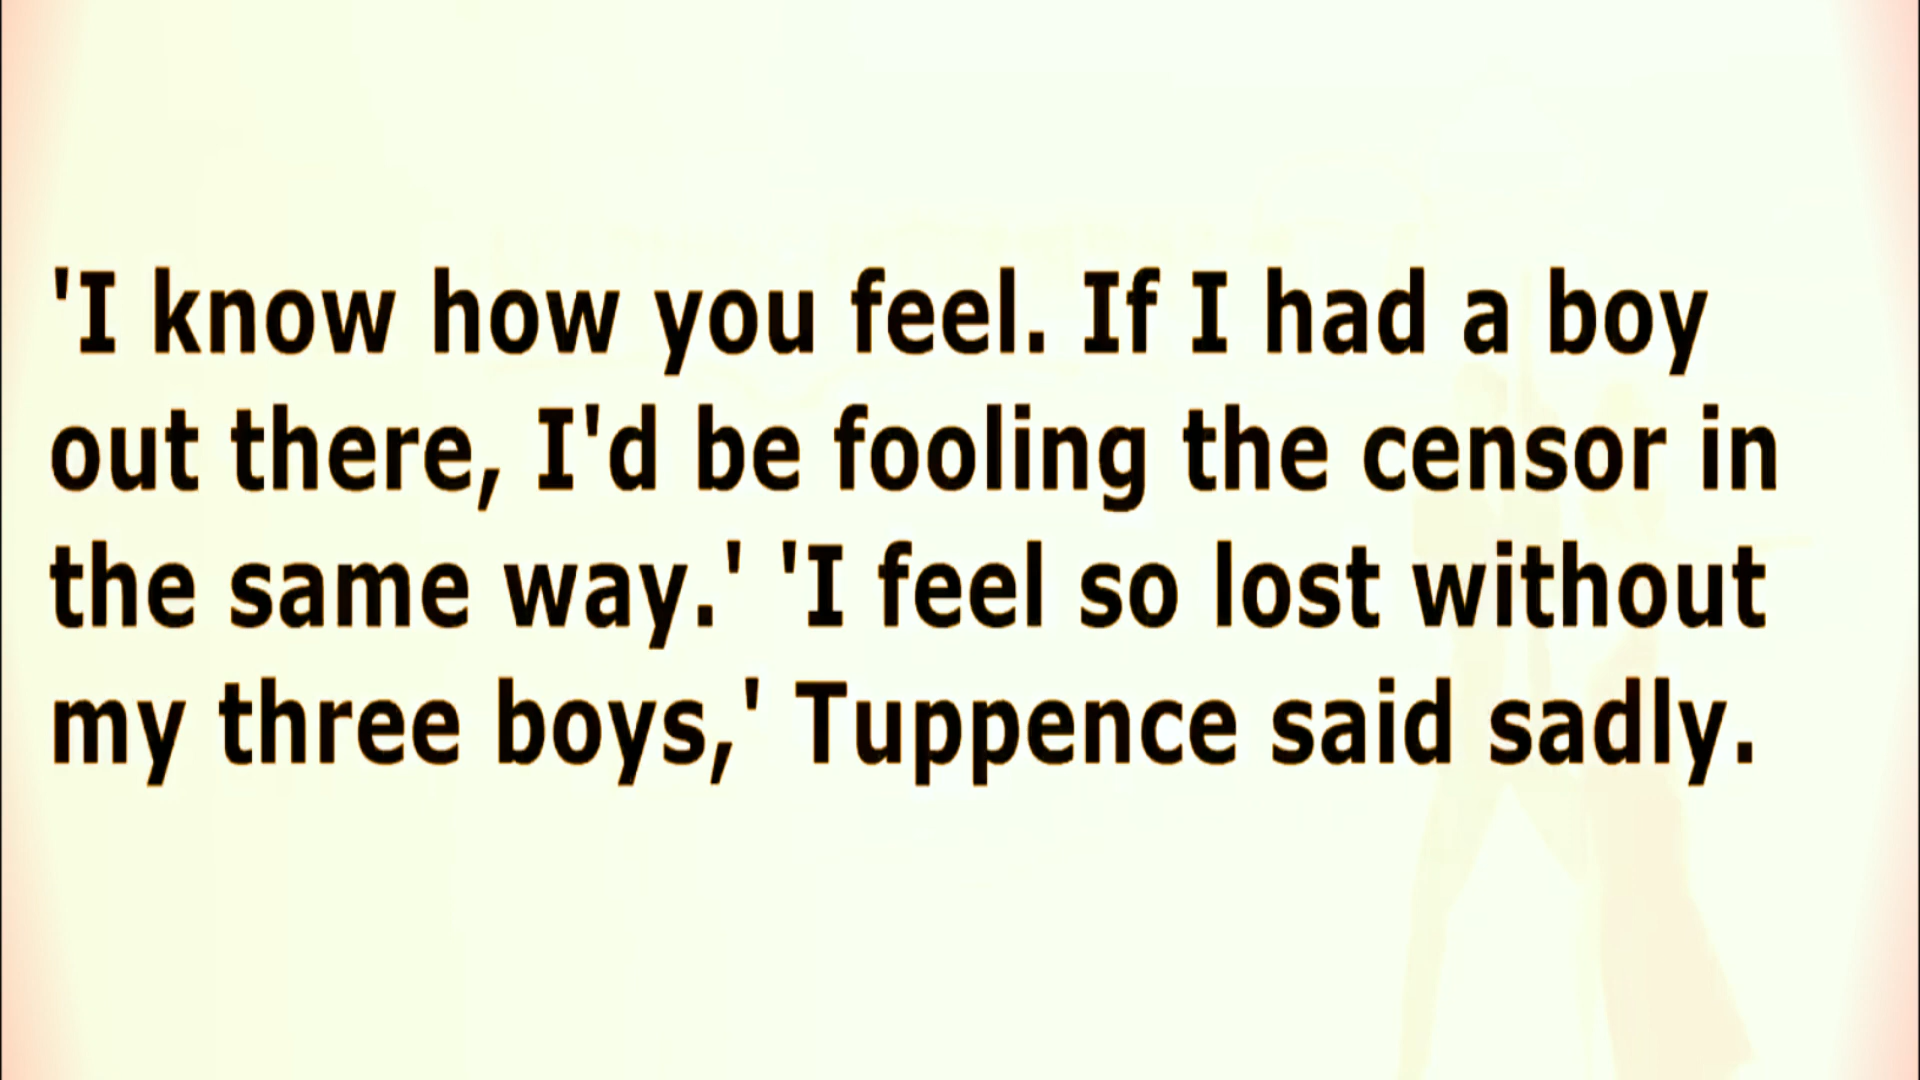 'I know how you feel. If I had a boy
out there, I'd be fooling the censor in
the same way.' 'I feel so lost without
my three boys,' Tuppence said sadly.